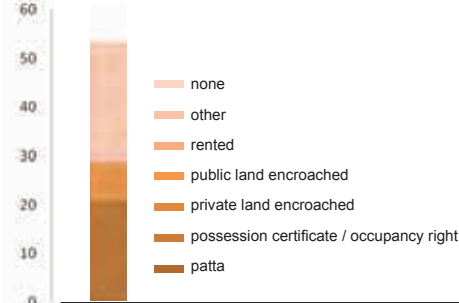 60
50
40
30
20
10
0
none
other
rented
public land encroached
private land encroached
possession certificate / occupancy right
patta